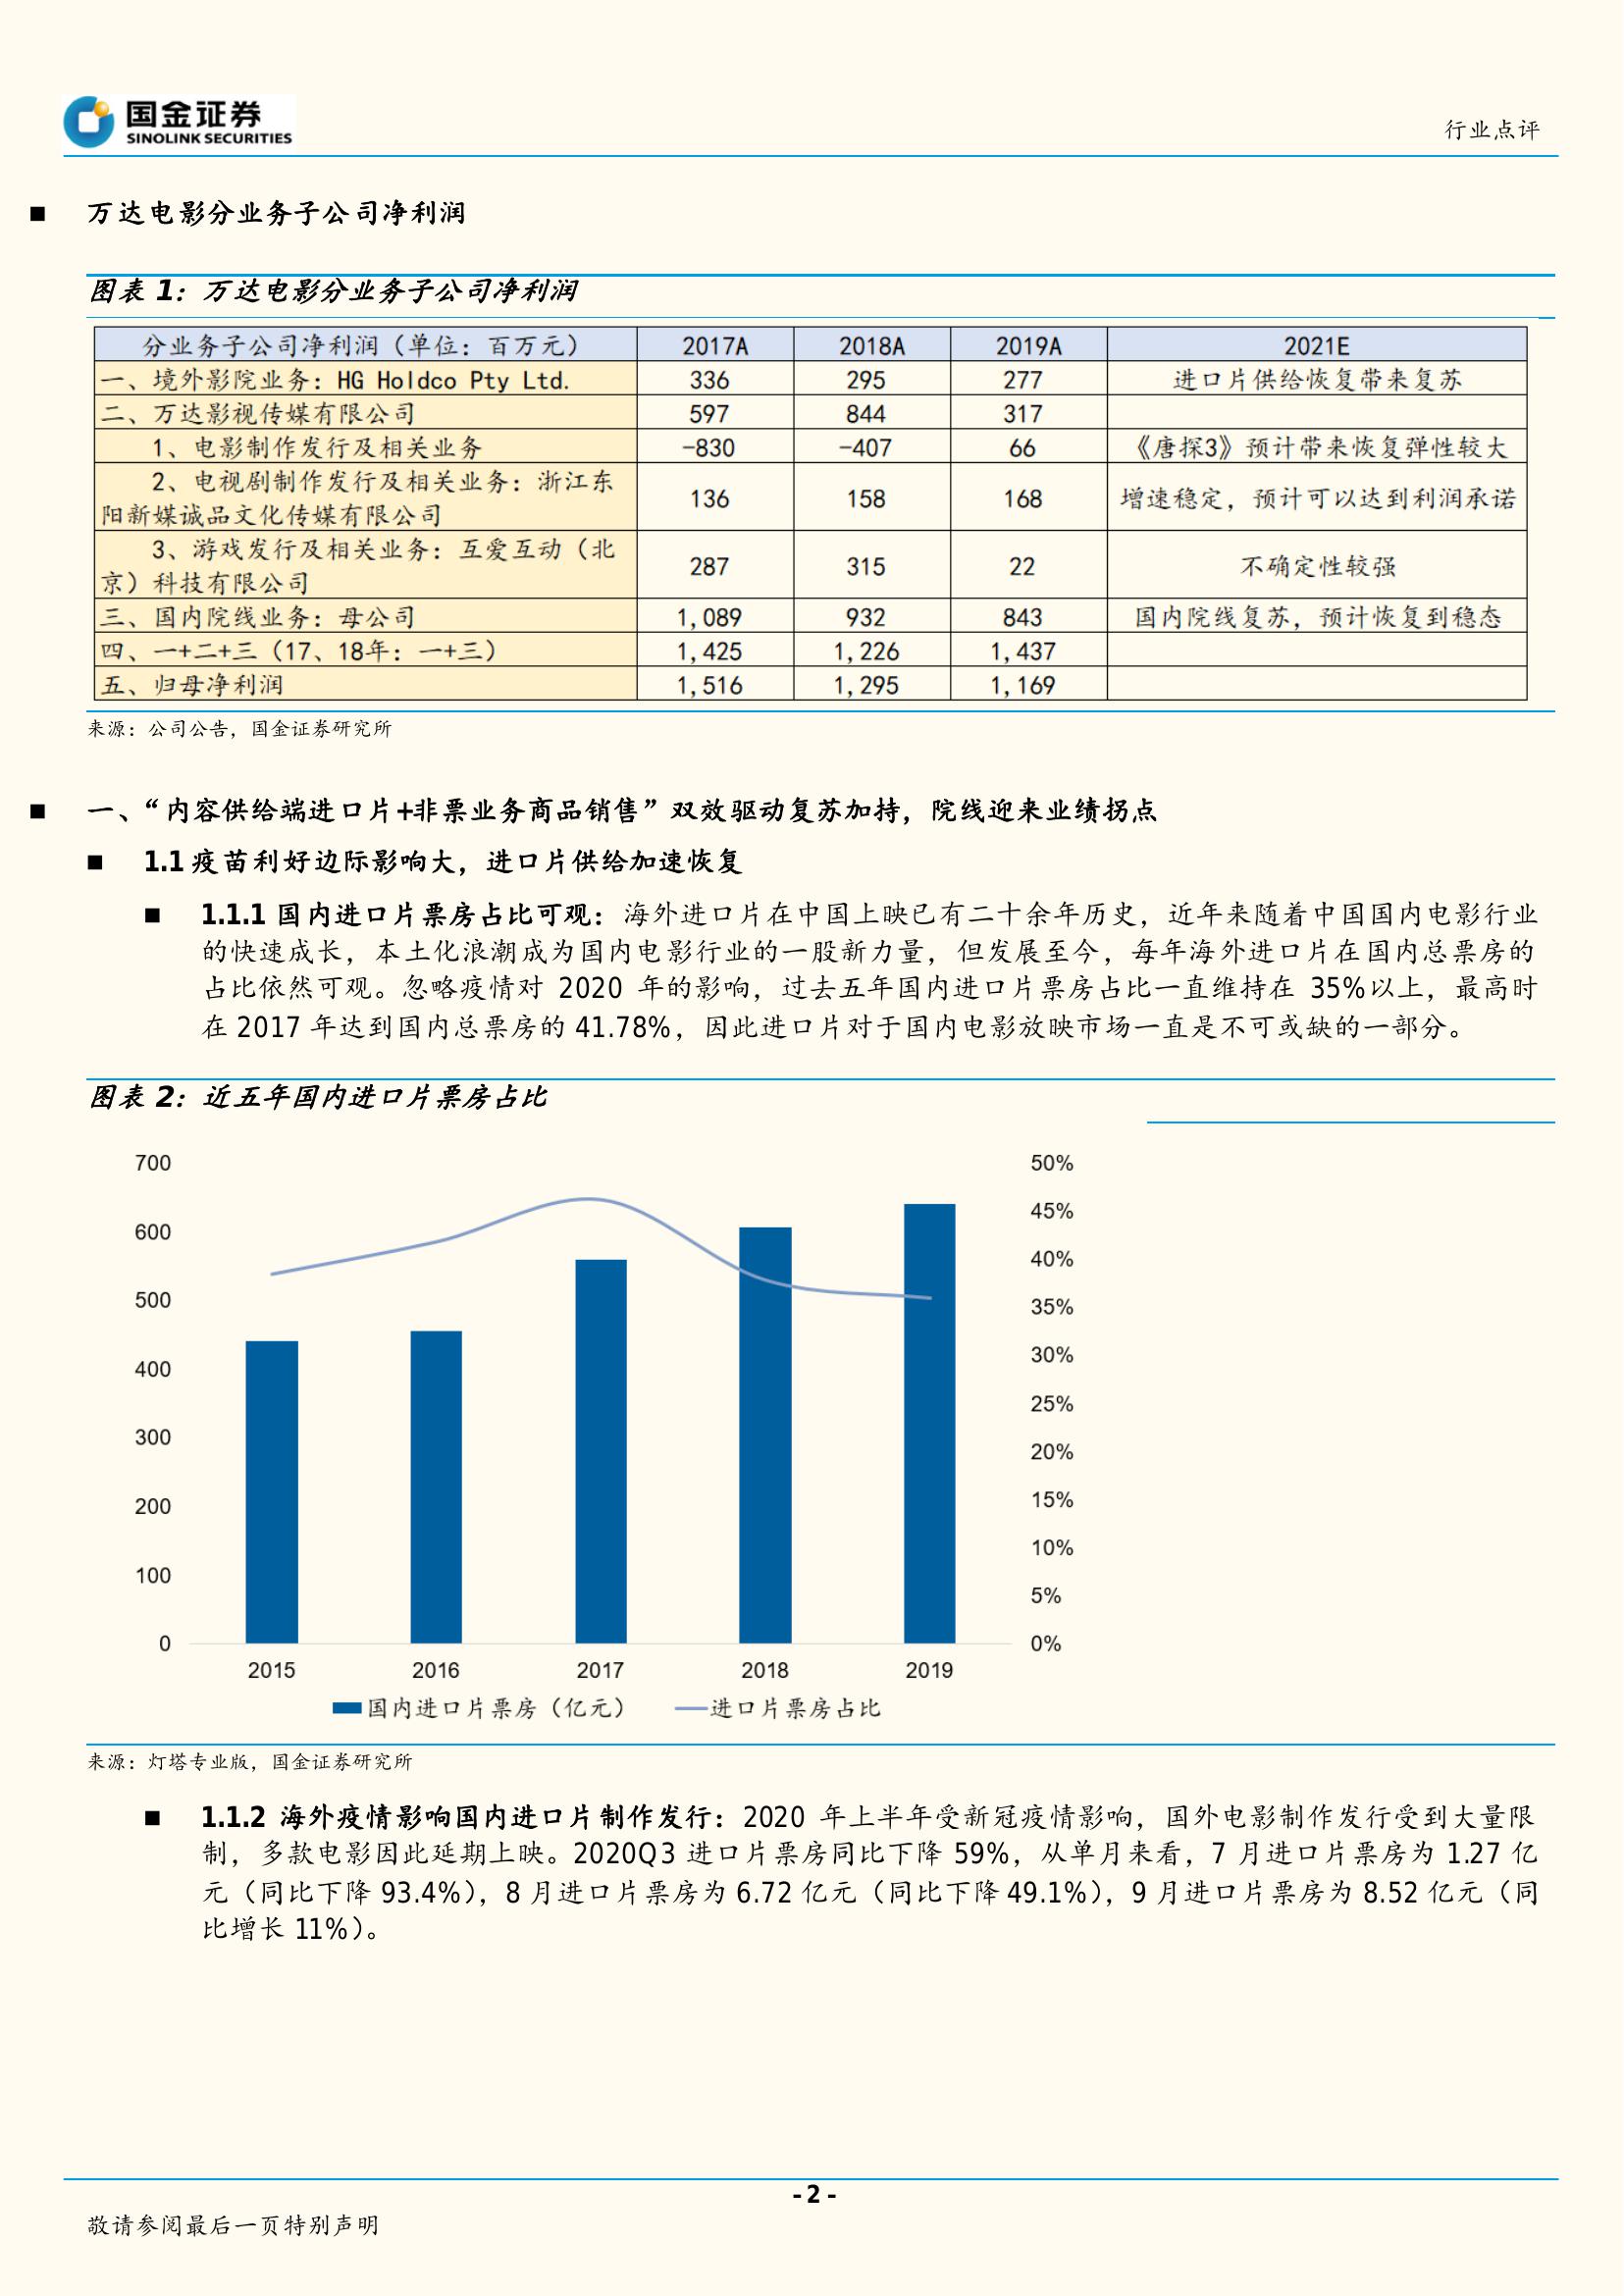 国金证券
SINOLINK SECURITIES
行业点评
■ 万达电影分业务子公司净利润
图表 1：万达电影分业务子公司净利润
分业务子公司净利润（单位：百万元） 2017A 2018A 2019A 2021E
一、境外影院业务：HG Holdco Pty Ltd. 336 295 277 进口片供给恢复带来复苏
二、万达影视传媒有限公司 597 844 317
1、电影制作发行及相关业务 -830 -407 66 《唐探3》预计带来恢复弹性较大
2、电视剧制作发行及相关业务：浙江东
阳新媒诚品文化传媒有限公司 136 158 168 增速稳定，预计可以达到利润承诺
3、游戏发行及相关业务：互爱互动（北
京）科技有限公司 287 315 22 不确定性较强
三、国内院线业务：母公司 1,089 932 843 国内院线复苏，预计恢复到稳态
四、一+二+三（17、18年：一+三） 1,425 1,226 1,437
五、归母净利润 1,516 1,295 1,169
来源：公司公告，国金证券研究所
■ 一、“内容供给端进口片+非票业务商品销售”双效驱动复苏加持，院线迎来业绩拐点
■ 1.1 疫苗利好边际影响大，进口片供给加速恢复
■ 1.1.1 国内进口片票房占比可观：海外进口片在中国上映已有二十余年历史，近年来随着中国国内电影行业
的快速成长，本土化浪潮成为国内电影行业的一股新力量，但发展至今，每年海外进口片在国内总票房的
占比依然可观。忽略疫情对 2020 年的影响，过去五年国内进口片票房占比一直维持在 35%以上，最高时
在 2017 年达到国内总票房的 41.78%，因此进口片对于国内电影放映市场一直是不可或缺的一部分。
图表 2：近五年国内进口片票房占比
700 50%
45%
600
40%
500 35%
400 30%
25%
300
20%
200 15%
10%
100
5%
0 0%
2015 2016 2017 2018 2019
国内进口片票房（亿元） 进口片票房占比
来源：灯塔专业版，国金证券研究所
■ 1.1.2 海外疫情影响国内进口片制作发行：2020 年上半年受新冠疫情影响，国外电影制作发行受到大量限
制，多款电影因此延期上映。2020Q3 进口片票房同比下降 59%，从单月来看，7 月进口片票房为 1.27 亿
元（同比下降 93.4%），8 月进口片票房为 6.72 亿元（同比下降 49.1%），9 月进口片票房为 8.52 亿元（同
比增长 11%）。
- 2 -
敬请参阅最后一页特别声明